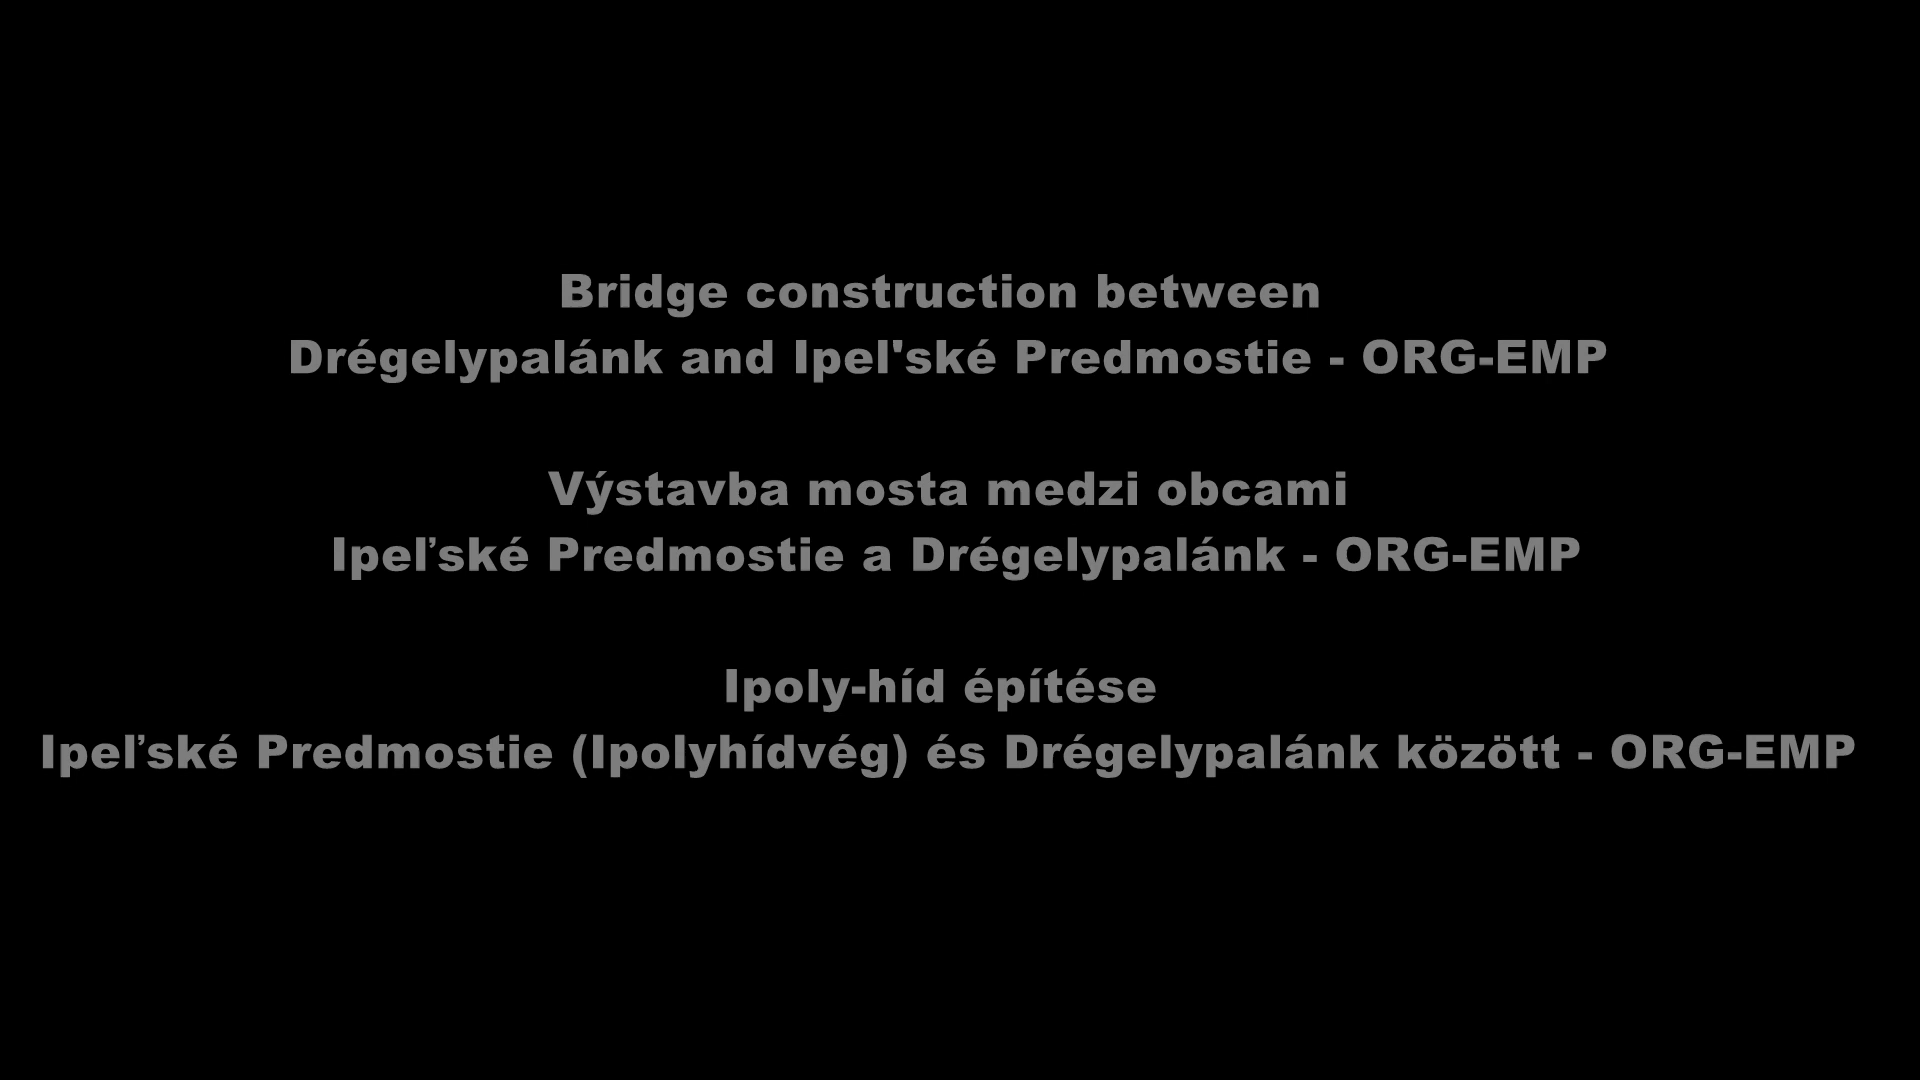 Bridge construction between
Drégelypalánk and Ipel'ské Predmostie - ORG-EMP
Výstavba mosta medzi obcami
Ipeľské Predmostie a Drégelypalánk - ORG-EMP
Ipoly-híd építése
Ipeľské Predmostie (Ipolyhídvég) és Drégelypalánk között - ORG-EMP